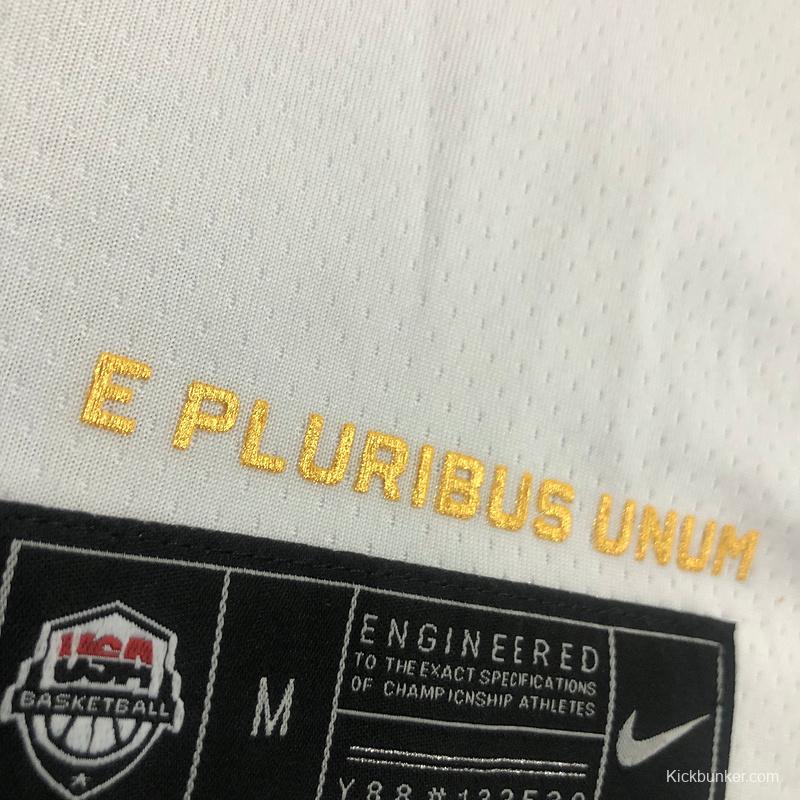 E PLURIBUS UNUM
USA
BASKETBALL
M
ENGINEERED
TO THE EXACT SPECIFICATIONS
OF CHAMPICNSHIP ATHLETES
Kickbunker.com